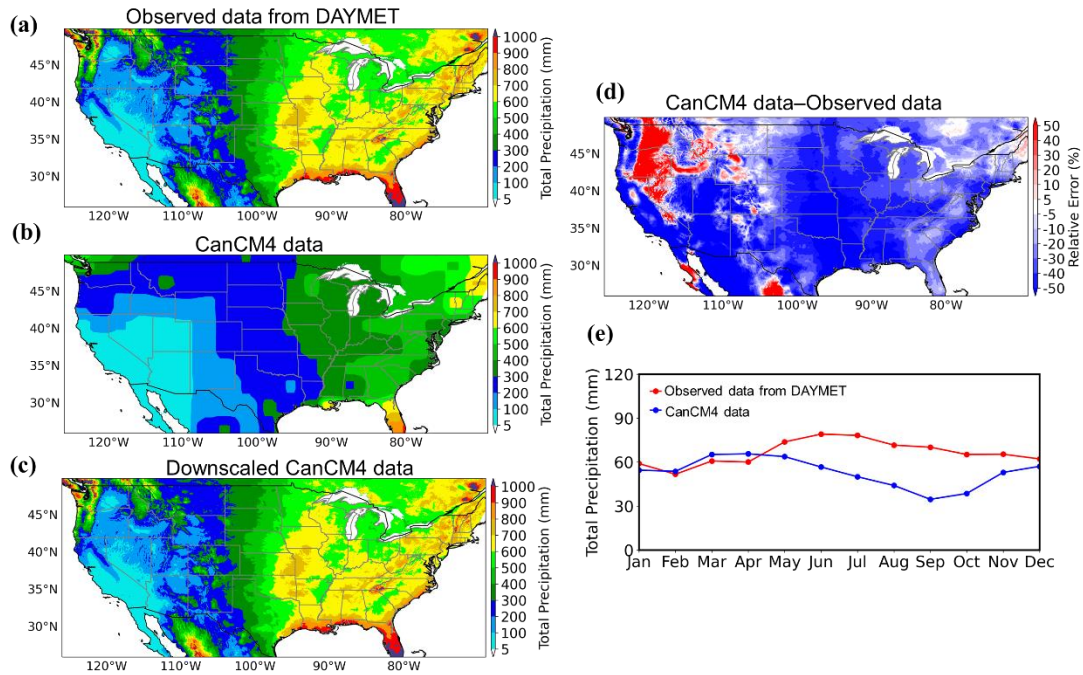 (a)
Observed data from DAYMET
45°N
40°N
35°N
30°N
120°W 110°W 100°W 90°W 80°W
1000
900
800
700
600
500
400
300
200
100
5
Total Precipitation (mm)
(b)
CanCM4 data
45°N
40°N
35°N
30°N
1000
900
800
700
600
500
400
300
200
100
5
Total Precipitation (mm)
(c)
Downscaled CanCM4 data
45°N
40°N
35°N
30°N
120°W 110°W 100°W 90°W 80°W
1000
900
800
700
600
500
400
300
200
100
5
Total Precipitation (mm)
(d)
CanCM4 data–Observed data
45°N
40°N
35°N
30°N
120°W 110°W 100°W 90°W 80°W
50
40
30
20
10
5
-5
-10
-20
-30
-40
-50
Relative Error (%)
(e)
Total Precipitation (mm)
120
90
60
30
0
Observed data from DAYMET
CanCM4 data
Jan Feb Mar Apr May Jun Jul Aug Sep Oct Nov Dec